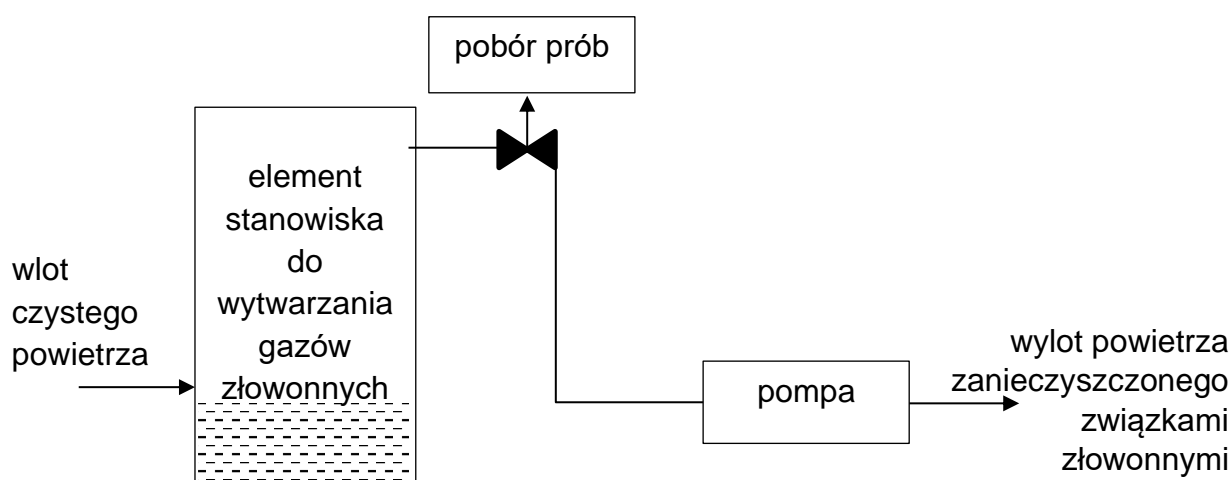 pobór prób
element
stanowiska
do
wytwarzania
gazów
złowonnych
wlot
czystego
powietrza
pompa
wylot powietrza
zanieczyszczonego
związkami
złowonnymi